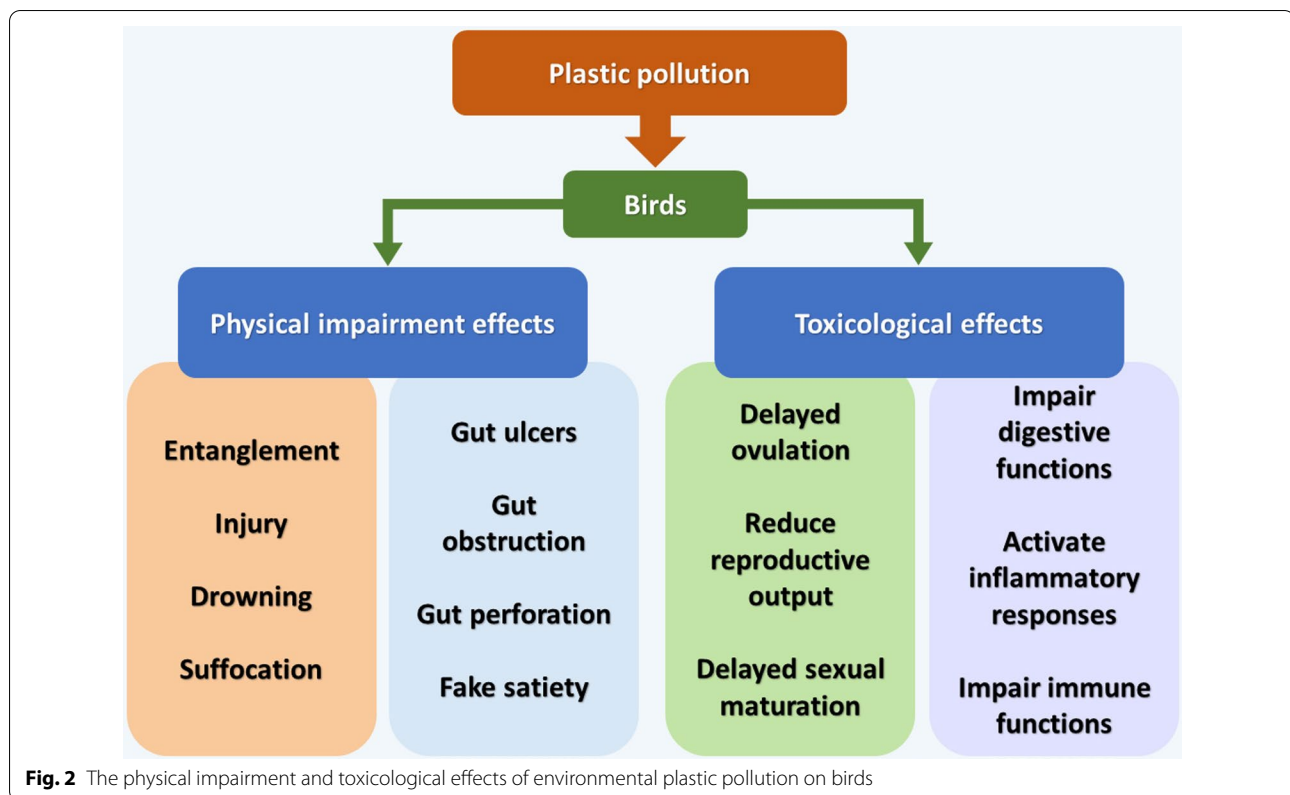 Plastic pollution
Birds
Physical impairment effects
Toxicological effects
Entanglement
Injury
Drowning
Suffocation
Gut ulcers
Gut
obstruction
Gut perforation
Fake satiety
Delayed
ovulation
Reduce
reproductive
output
Delayed sexual
maturation
Impair
digestive
functions
Activate
inflammatory
responses
Impair immune
functions
Fig. 2 The physical impairment and toxicological effects of environmental plastic pollution on birds